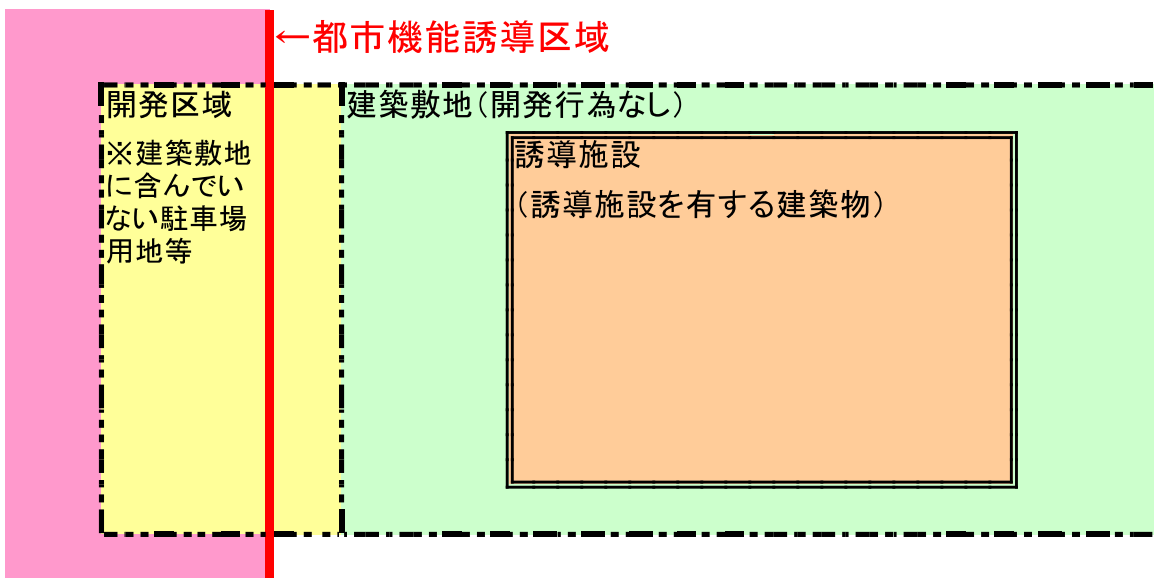 ←都市機能誘導区域
開発区域
※建築敷地
に含んでい
ない駐車場
用地等
建築敷地(開発行為なし)
誘導施設
(誘導施設を有する建築物)